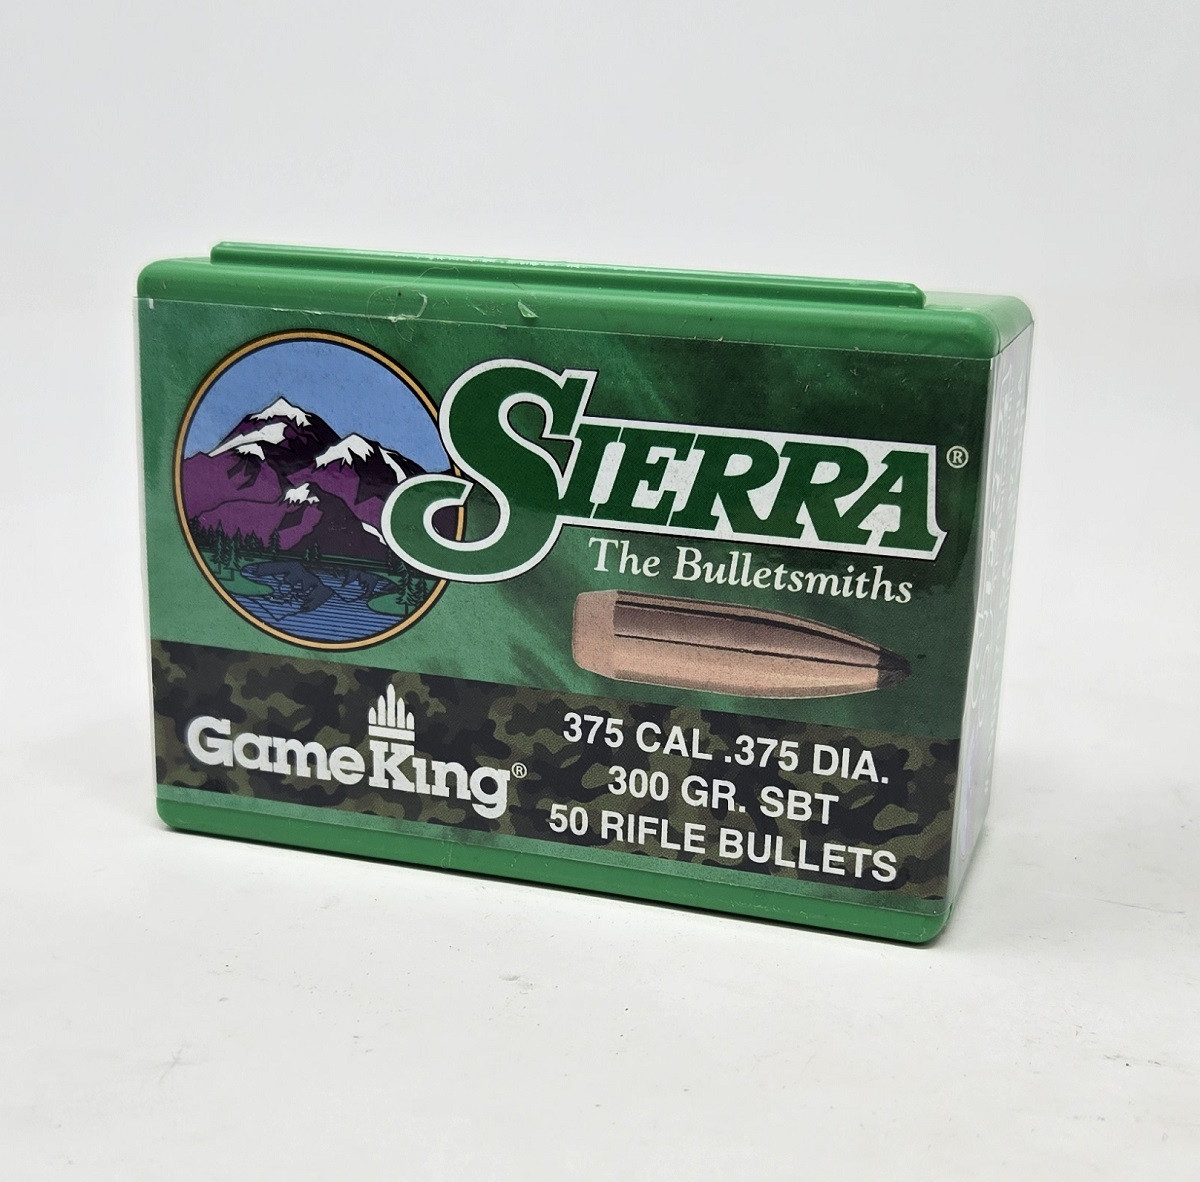 SIERRA®
The Bulletsmiths
GameKing®
375 CAL .375 DIA.
300 GR. SBT
50 RIFLE BULLETS